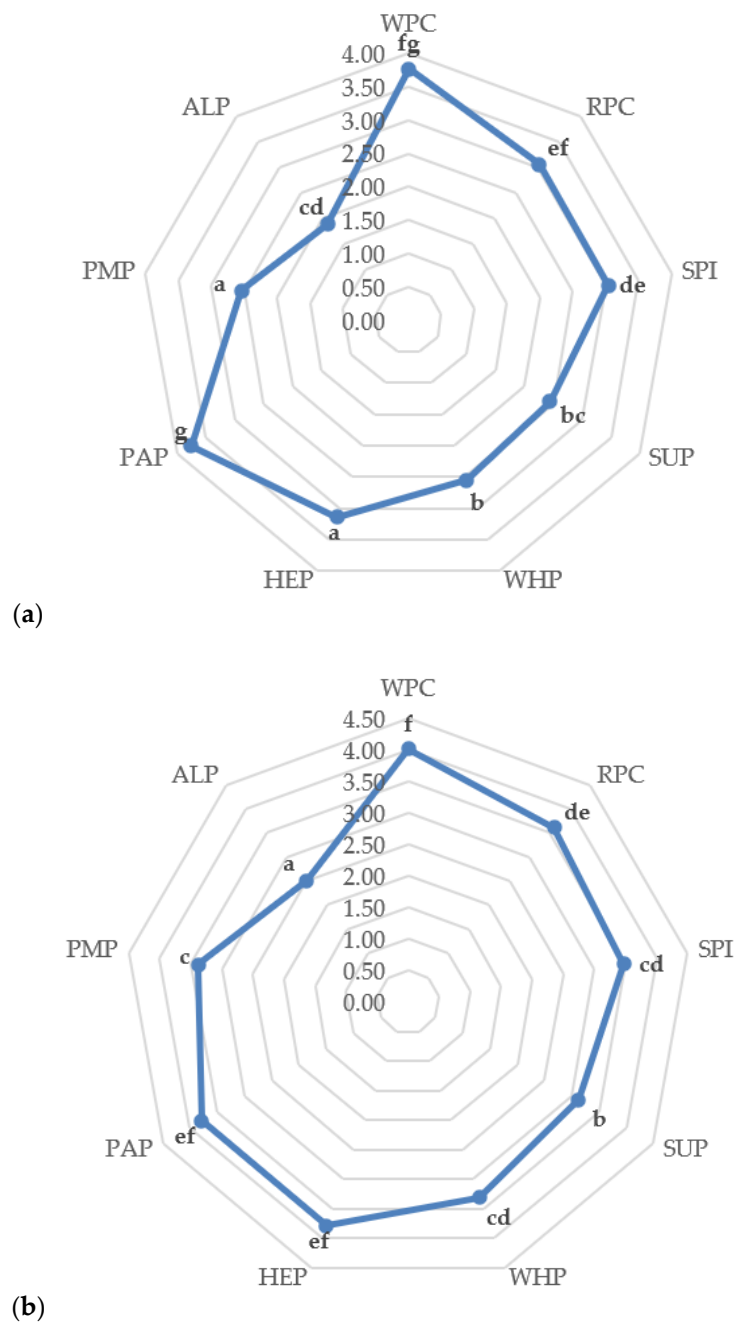 WPC
fg
4.00
ALP
RPC
3.50
ef
3.00
2.50
cd
2.00
1.50
PMP
SPI
1.00
a
de
0.50
0.00
bc
g
PAP
SUP
b
a
HEP
WHP
(a)
WPC
4.50
f
ALP
RPC
4.00
de
3.50
3.00
a
2.50
2.00
1.50
PMP
c
SPI
cd
1.00
0.50
0.00
b
ef
PAP
SUP
cd
ef
HEP
WHP
(b)